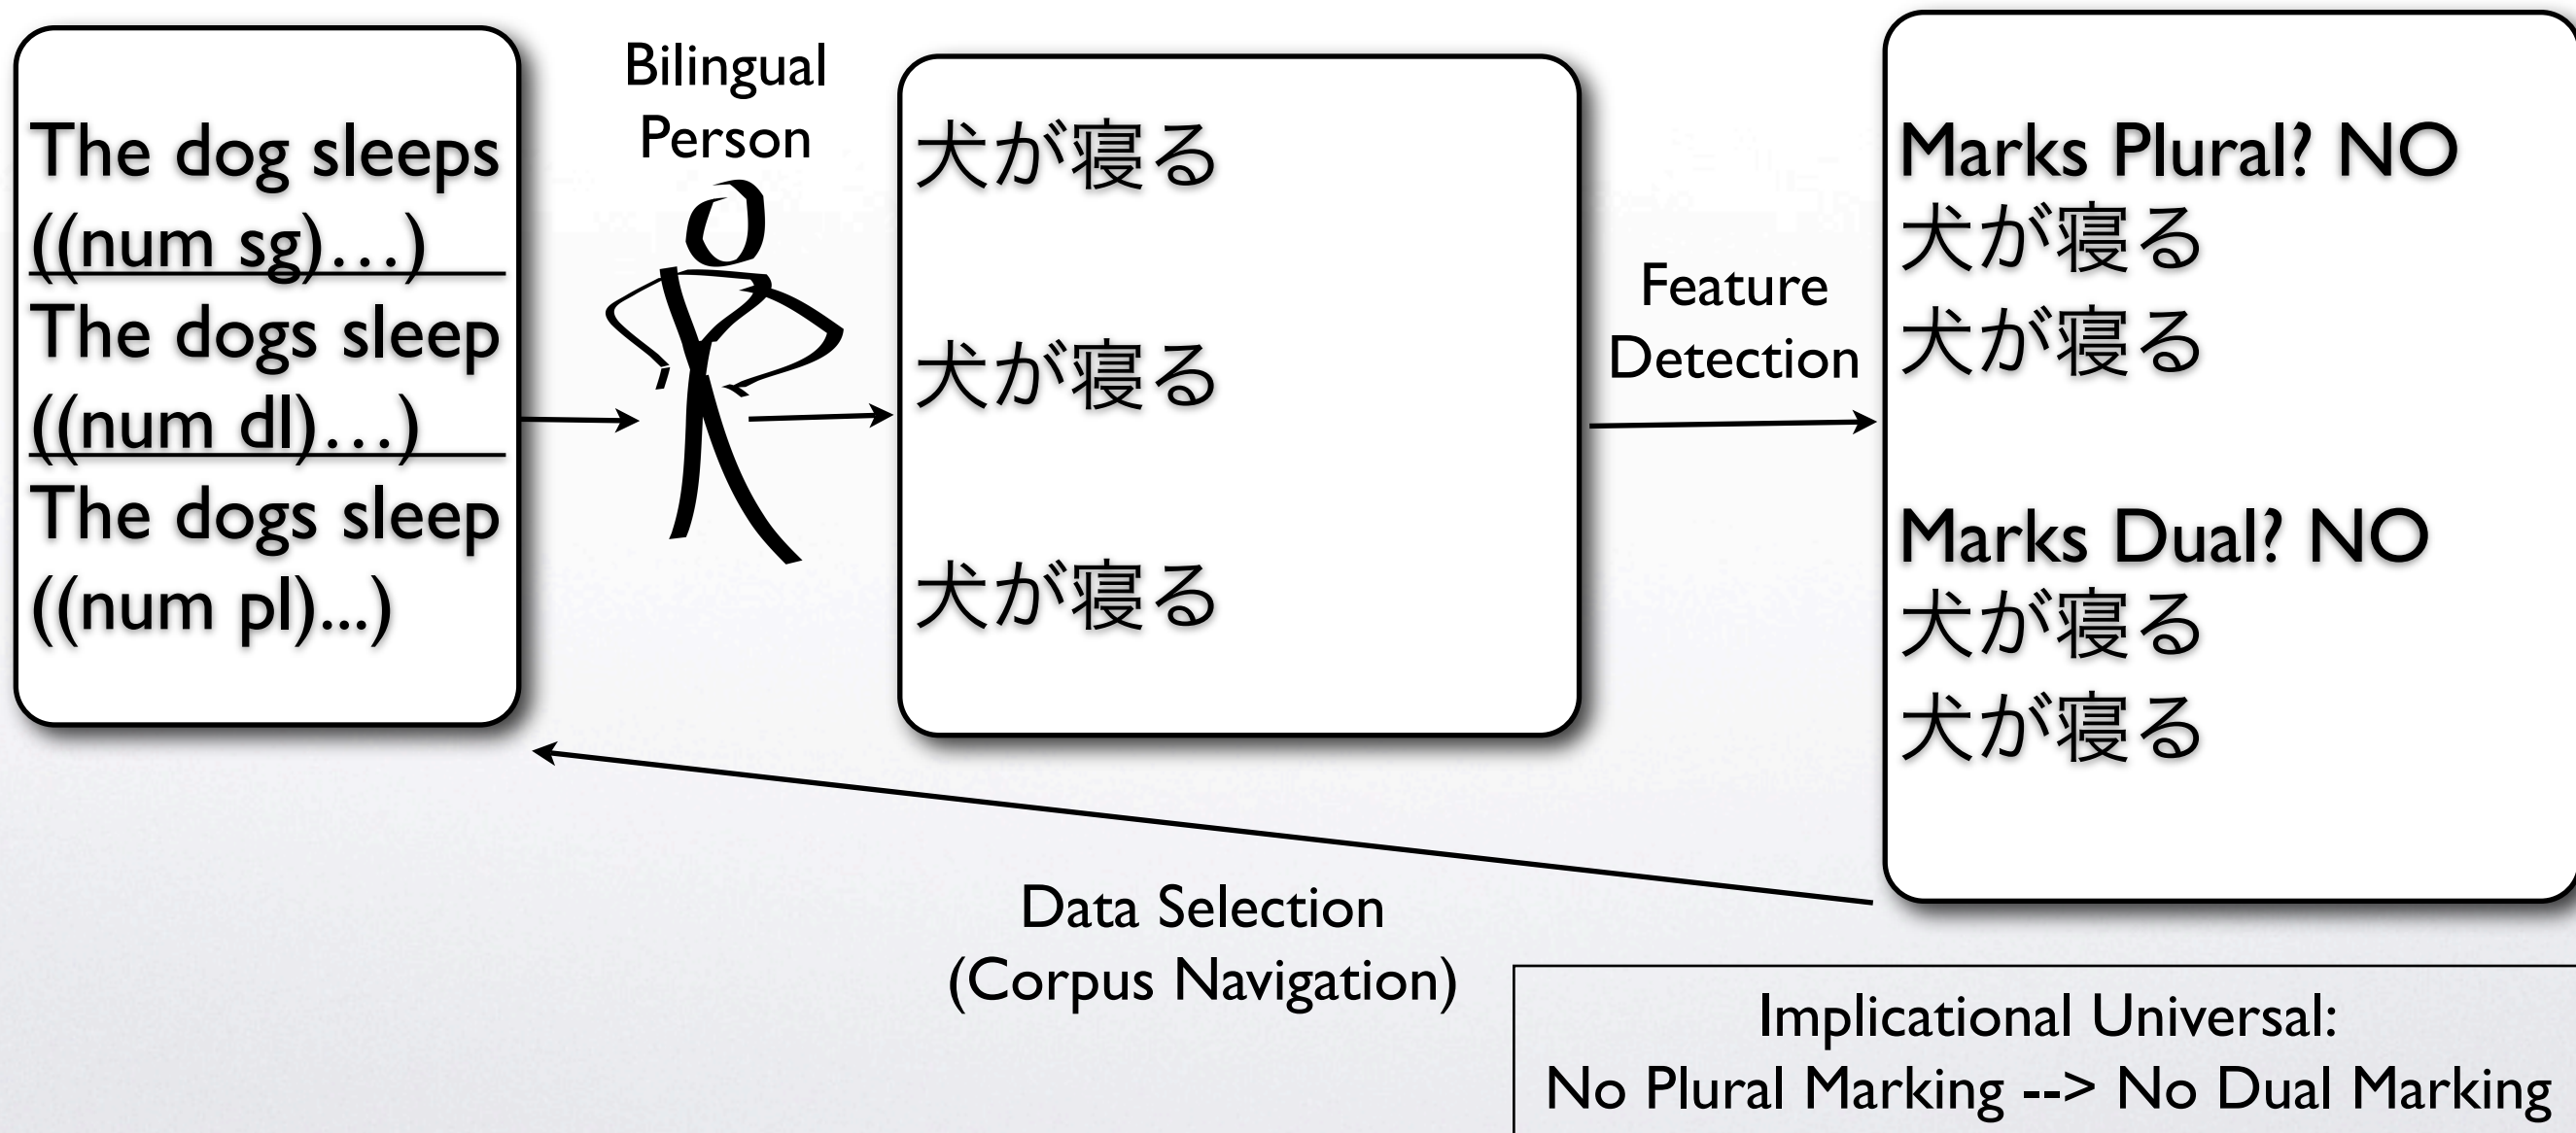 The dog sleeps
((num sg)…)
The dogs sleep
((num dl)…)
The dogs sleep
((num pl)...)
Bilingual
Person
犬が寝る
犬が寝る
犬が寝る
Feature
Detection
Marks Plural? NO
犬が寝る
犬が寝る
Marks Dual? NO
犬が寝る
犬が寝る
Data Selection
(Corpus Navigation)
Implicational Universal:
No Plural Marking --> No Dual Marking